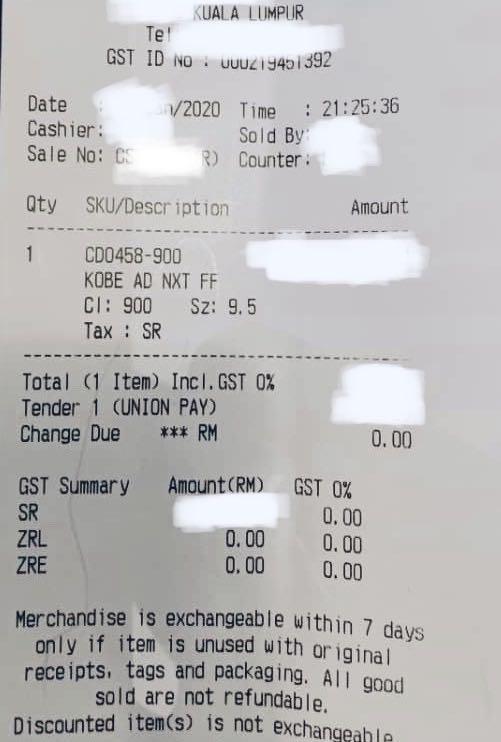 KUALA LUMPUR
Tel
GST ID No : 000219451392
Date : /2020 Time : 21:25:36
Cashier: Sold By:
Sale No: CS R) Counter:
Qty SKU/Description Amount
1 CD0458-900
KOBE AD NXT FF
Cl: 900 Sz: 9.5
Tax : SR
Total (1 Item) Incl.GST 0%
Tender 1 (UNION PAY)
Change Due *** RM 0.00
GST Summary Amount(RM) GST 0%
SR 0.00
ZRL 0.00 0.00
ZRE 0.00 0.00
Merchandise is exchangeable within 7 days
only if item is unused with original
receipts, tags and packaging. All good
sold are not refundable.
Discounted item(s) is not exchangeable